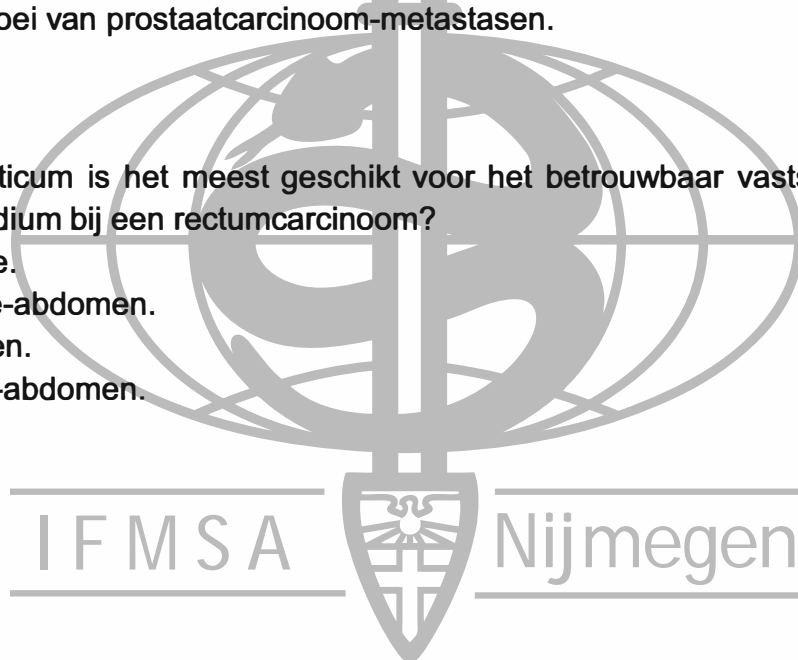 oei van prostaatcarcinoom-metastasen.
ticum is het meest geschikt voor het betrouwbaar vasts
dium bij een rectumcarcinoom?
e.
e-abdomen.
en.
-abdomen.
IFMSA Nijmegen